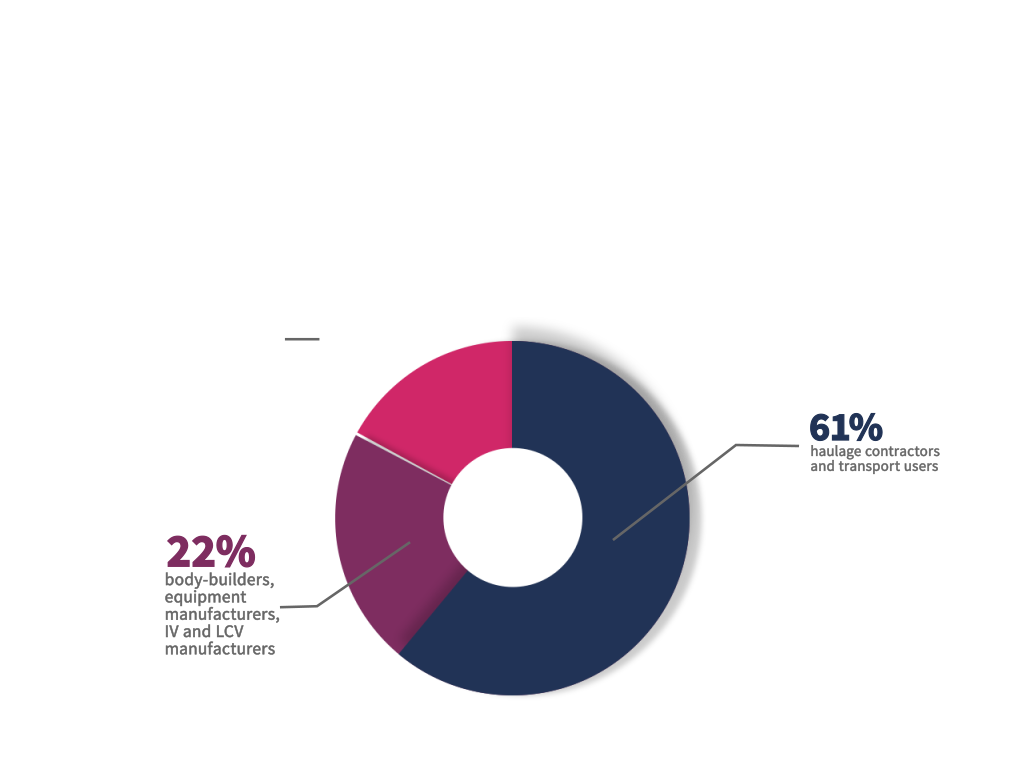 61%
haulage contractors
and transport users
22%
body-builders,
equipment
manufacturers,
IV and LCV
manufacturers